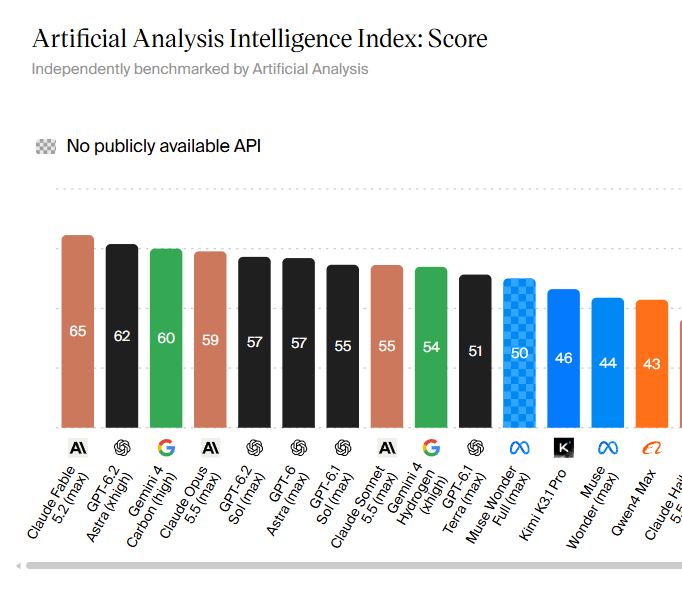 Artificial Analysis Intelligence Index: Score
Independently benchmarked by Artificial Analysis
No publicly available API
65
62
60
59
57
57
55
55
54
51
50
46
44
43
Claude Fable
5.2 (max)
GPT-6.2
Astra (xhigh)
Gemini 4
Carbon (high)
Claude Opus
5.5 (max)
GPT-6.2
Sol (max)
GPT-6
Astra (max)
GPT-6.1
Sol (max)
Claude Sonnet
5.5 (max)
Gemini 4
Hydrogen
(xhigh)
GPT-6.1
Terra (max)
Muse Wonder
Full (max)
Kimi K3.1 Pro
Muse
Wonder (max)
Qwen4 Max
Claude
5.5